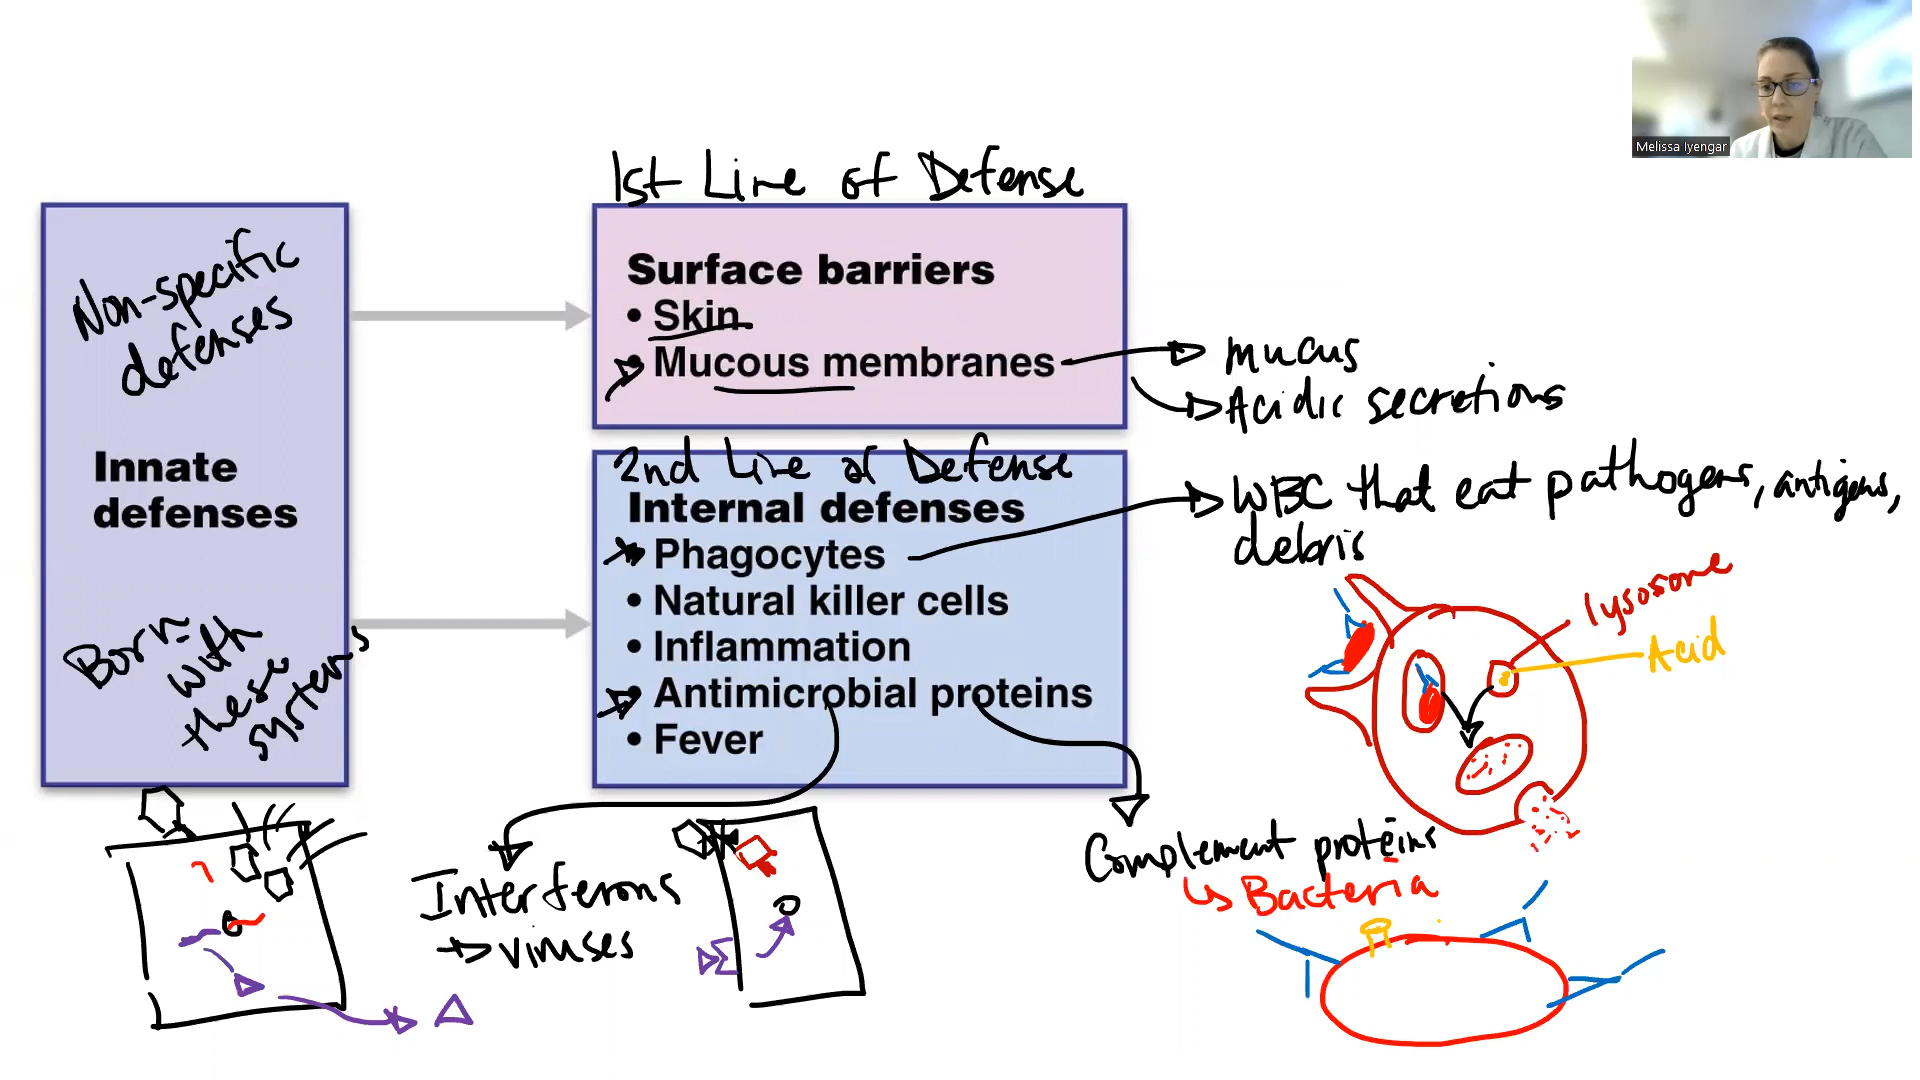 Melissa Iyengar
1st Line of Defense
Non-specific
defenses
Innate
defenses
Born
with
these
systems
Surface barriers
• Skin
• Mucous membranes
mucus
Acidic secretions
2nd Line of Defense
Internal defenses
• Phagocytes
• Natural killer cells
• Inflammation
• Antimicrobial proteins
• Fever
WBC that eat pathogens, antigens,
debris
lysosome
Acid
Interferons
→ viruses
Complement proteins
↳ Bacteria